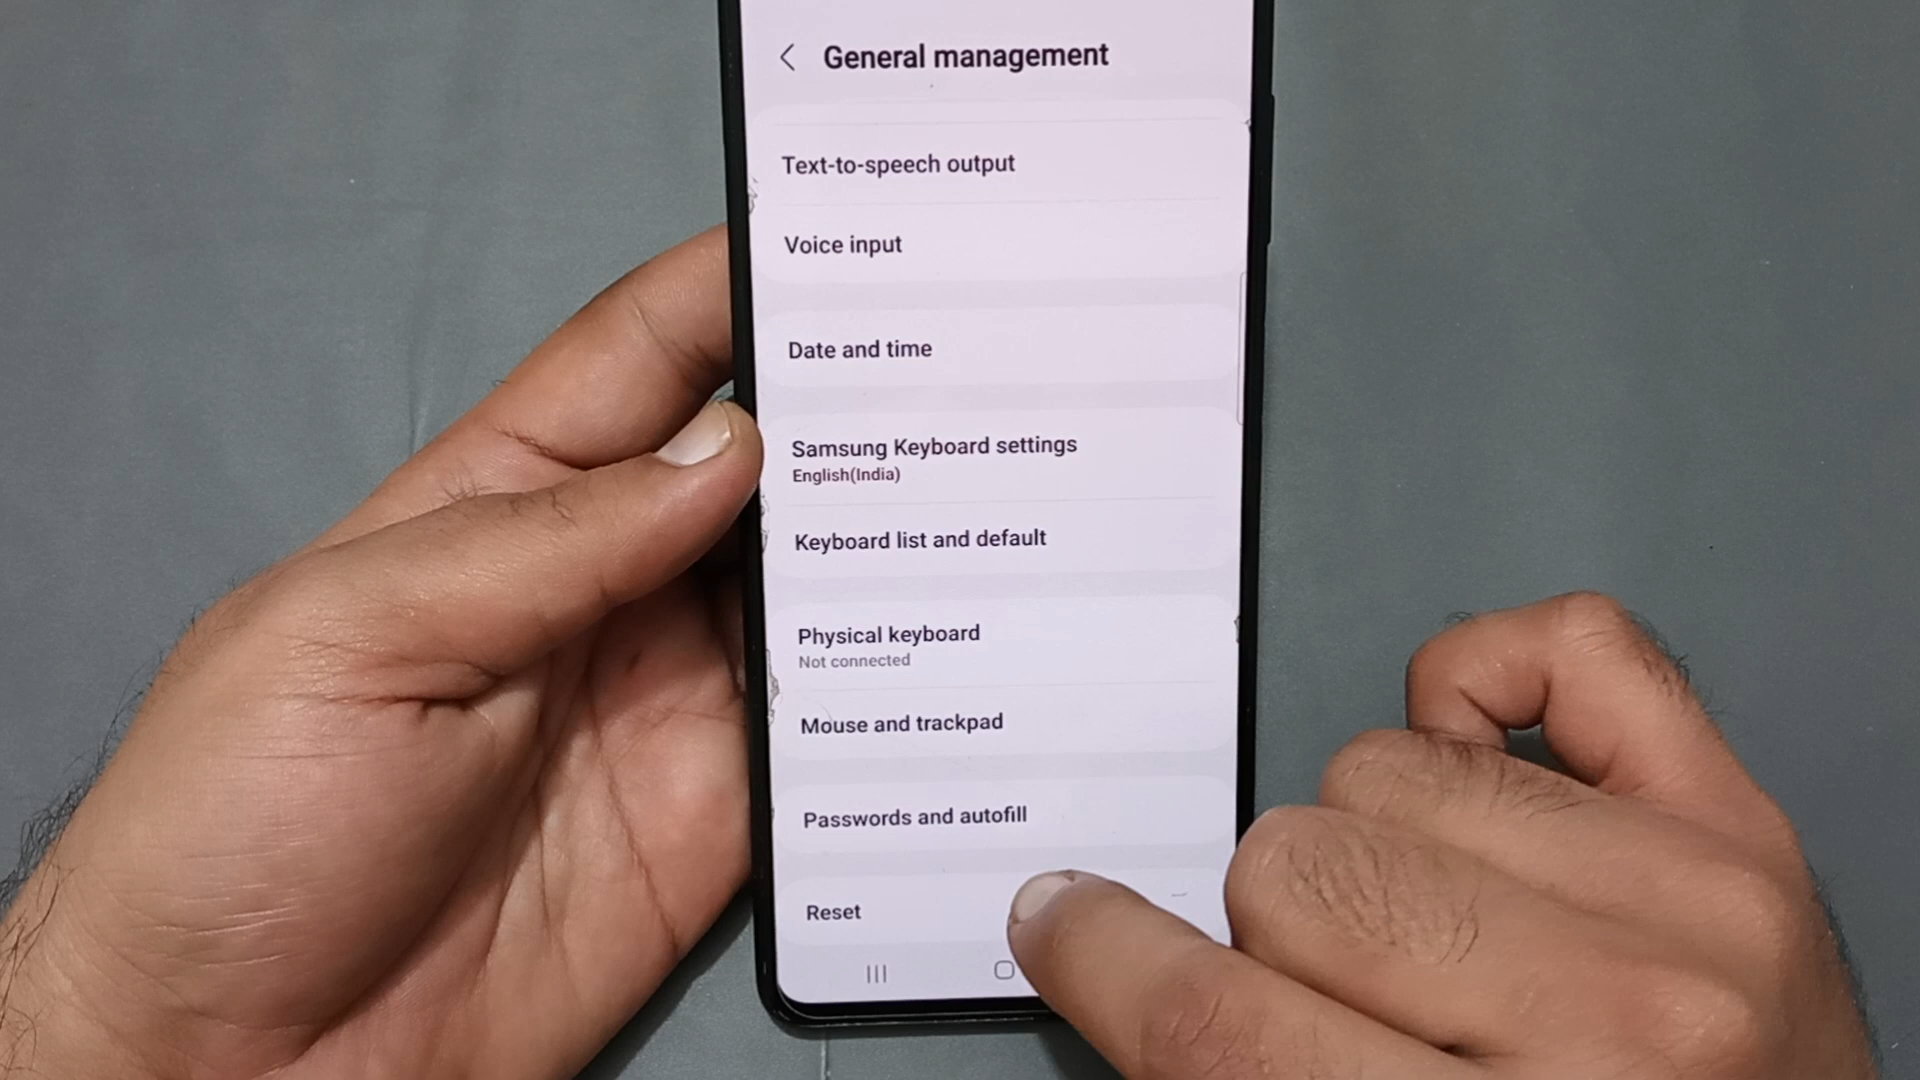 General management
Text-to-speech output
Voice input
Date and time
Samsung Keyboard settings
English(India)
Keyboard list and default
Physical keyboard
Not connected
Mouse and trackpad
Passwords and autofill
Reset